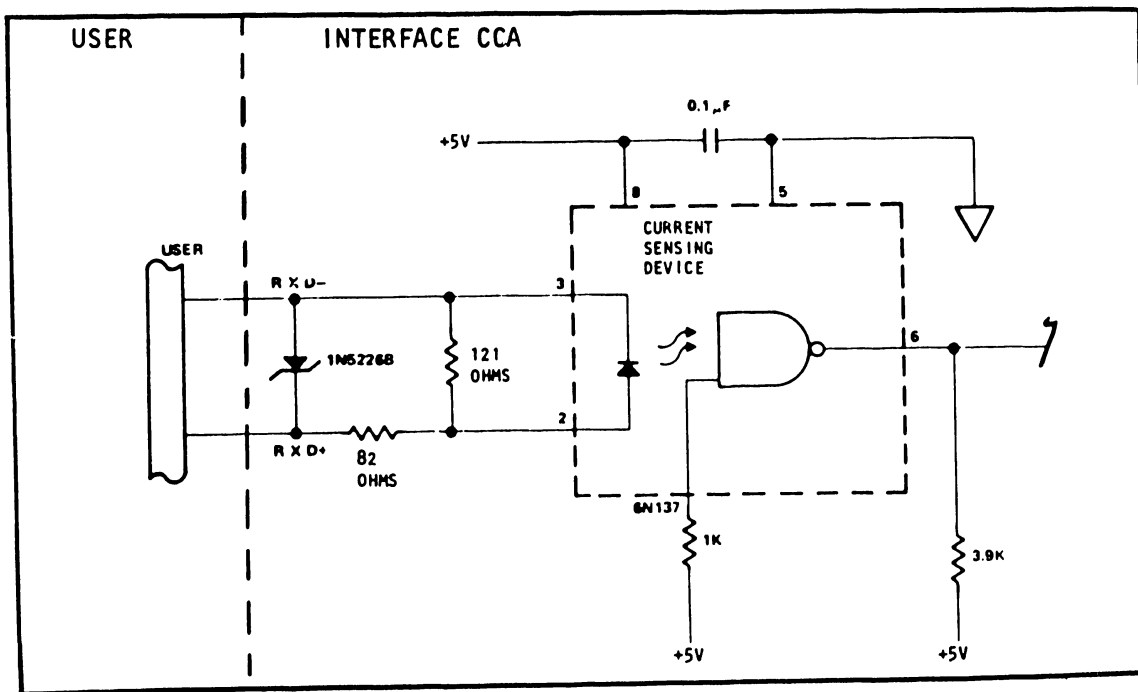 USER
INTERFACE CCA
0.1µF
+5V
8
5
CURRENT
SENSING
DEVICE
USER
R X D-
3
1N5226B
121
OHMS
6
2
R X D+
82
OHMS
6N137
1K
3.9K
+5V
+5V